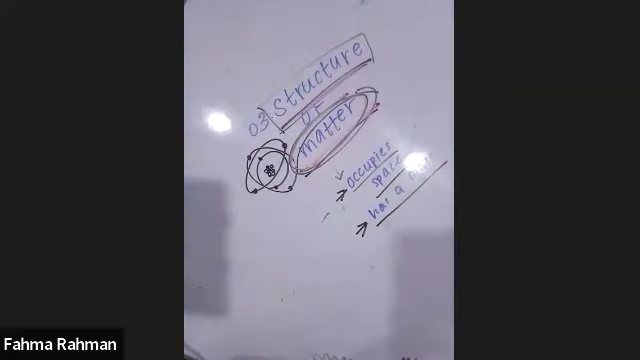 03. Structure
OF
matter
occupies
space
has a
Fahma Rahman